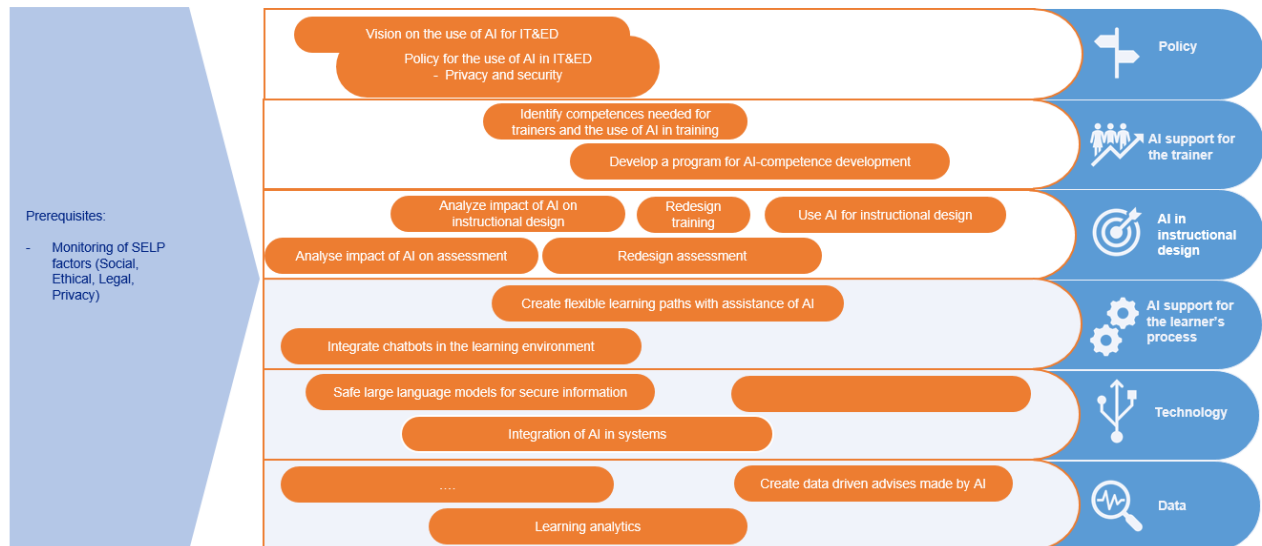 Prerequisites:
- Monitoring of SELP
factors (Social,
Ethical, Legal,
Privacy)
Vision on the use of AI for IT&ED
Policy for the use of AI in IT&ED
- Privacy and security
Policy
Identify competences needed for
trainers and the use of AI in training
Develop a program for AI-competence development
AI support for
the trainer
Analyze impact of AI on
instructional design
Redesign
training
Use AI for instructional design
Analyse impact of AI on assessment
Redesign assessment
AI in
instructional
design
Create flexible learning paths with assistance of AI
Integrate chatbots in the learning environment
AI support for
the learner's
process
Safe large language models for secure information
Integration of AI in systems
Technology
....
Create data driven advises made by AI
Learning analytics
Data